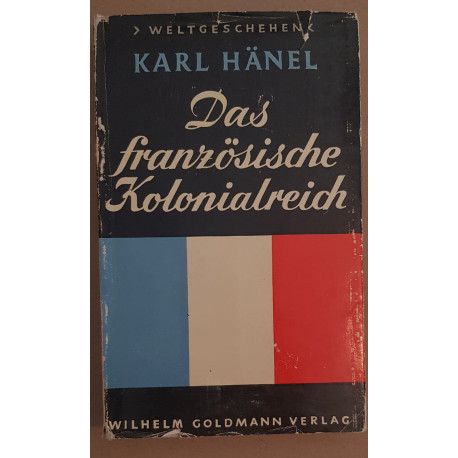 > WELTGESCHEHEN <
KARL HÄNEL
Das
französische
Kolonialreich
WILHELM GOLDMANN VERLAG